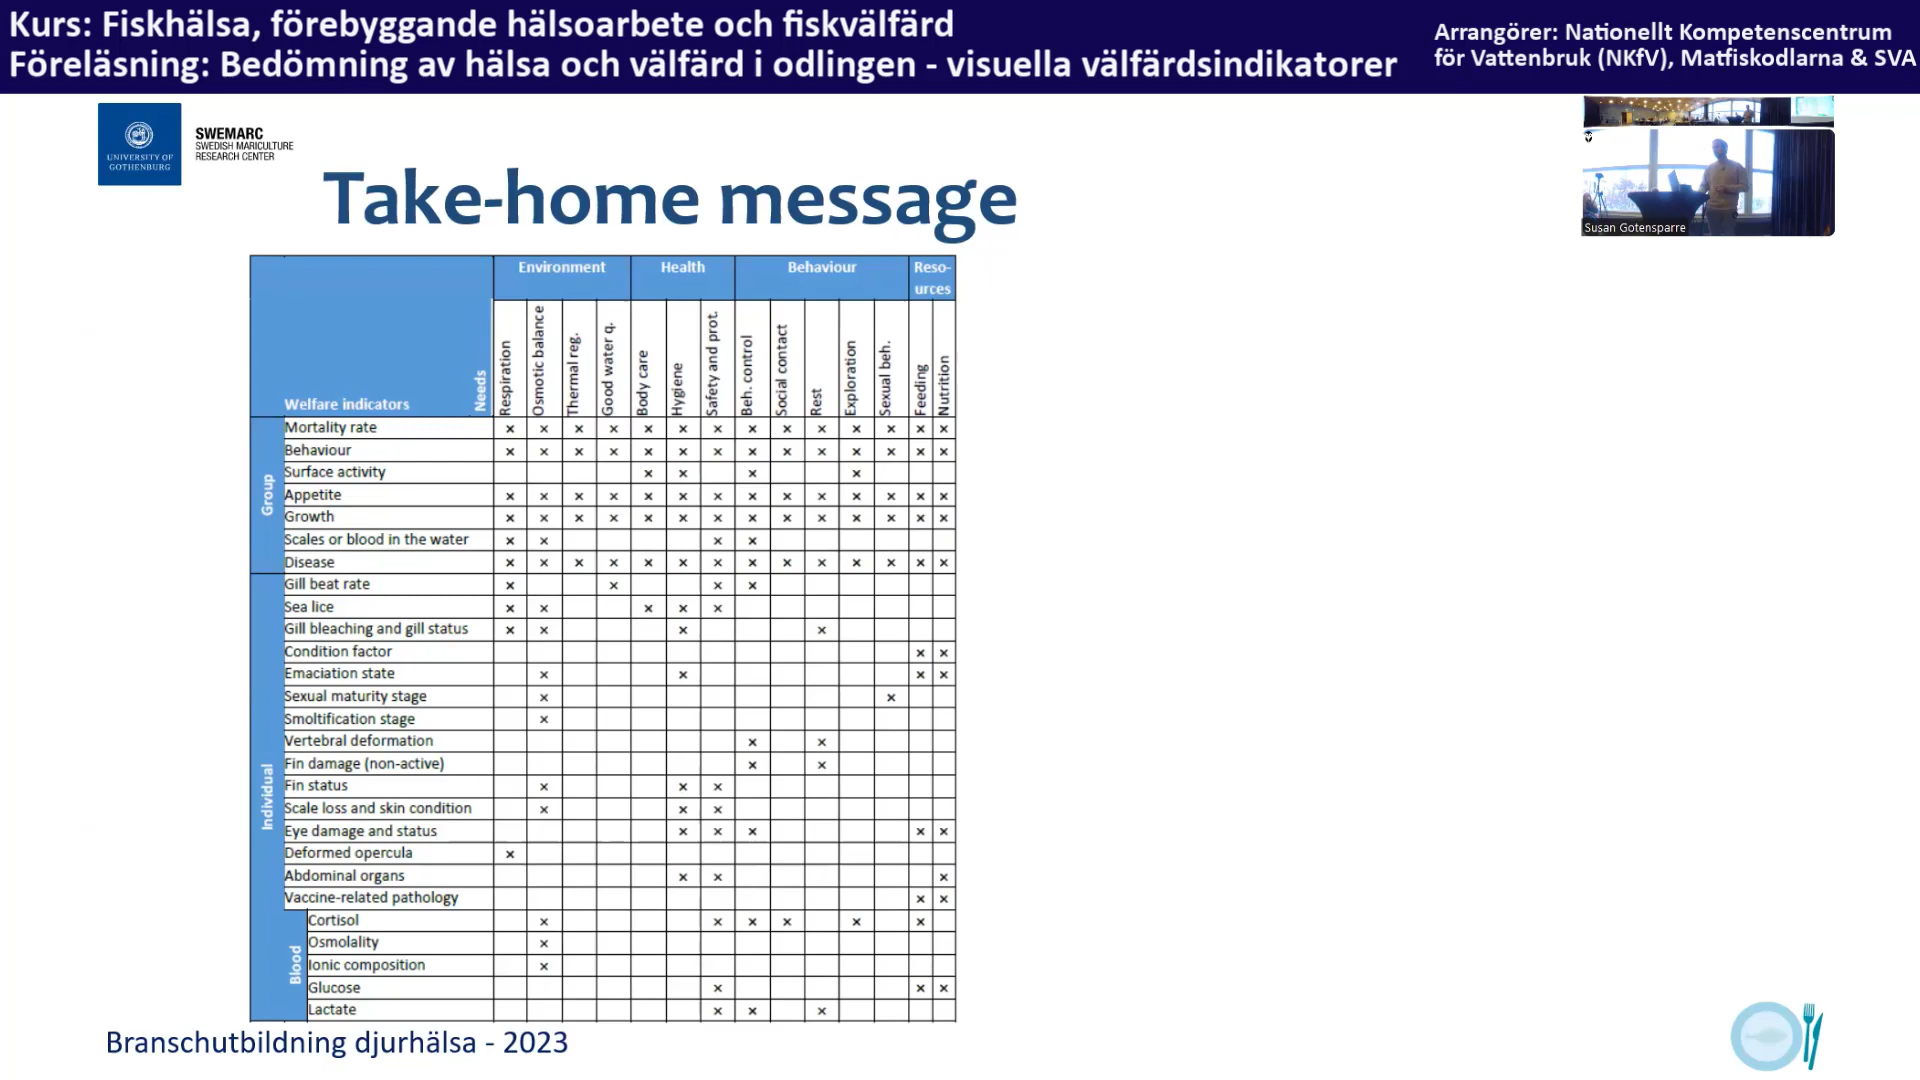 Kurs: Fiskhälsa, förebyggande hälsoarbete och fiskvälfärd
Föreläsning: Bedömning av hälsa och välfärd i odlingen - visuella välfärdsindikatorer
Arrangörer: Nationellt Kompetenscentrum
för Vattenbruk (NKfV), Matfiskodlarna & SVA
UNIVERSITY OF
GOTHENBURG
SWEMARC
SWEDISH MARICULTURE
RESEARCH CENTER
Susan Gotensparre
Take-home message
Environment Health Behaviour Reso-
urces
Welfare indicators Needs Respiration Osmotic balance Thermal reg. Good water q. Body care Hygiene Safety and prot. Beh. control Social contact Rest Exploration Sexual beh. Feeding Nutrition
Group
Mortality rate x x x x x x x x x x x x x x
Behaviour x x x x x x x x x x x x x x
Surface activity x x x x
Appetite x x x x x x x x x x x x x x
Growth x x x x x x x x x x x x x x
Scales or blood in the water x x x x
Disease x x x x x x x x x x x x x x
Individual
Gill beat rate x x x x
Sea lice x x x x x
Gill bleaching and gill status x x x x
Condition factor x x
Emaciation state x x x x
Sexual maturity stage x x
Smoltification stage x
Vertebral deformation x x
Fin damage (non-active) x x
Fin status x x x
Scale loss and skin condition x x x
Eye damage and status x x x x x
Deformed opercula x
Abdominal organs x x x
Vaccine-related pathology x x
Blood
Cortisol x x x x x x
Osmolality x
Ionic composition x
Glucose x x x
Lactate x x x
Branschutbildning djurhälsa - 2023